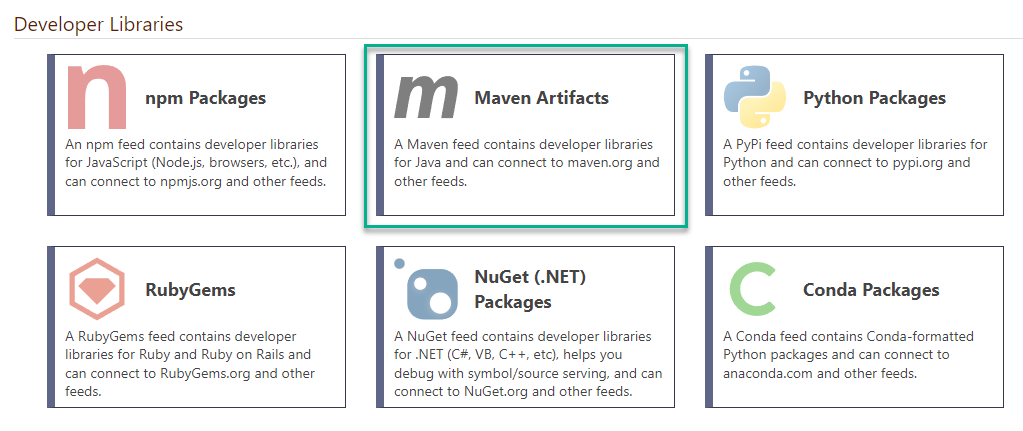 Developer Libraries
npm Packages
An npm feed contains developer libraries
for JavaScript (Node.js, browsers, etc.), and
can connect to npmjs.org and other feeds.
Maven Artifacts
A Maven feed contains developer libraries
for Java and can connect to maven.org and
other feeds.
Python Packages
A PyPi feed contains developer libraries for
Python and can connect to pypi.org and
other feeds.
RubyGems
A RubyGems feed contains developer
libraries for Ruby and Ruby on Rails and
can connect to RubyGems.org and other
feeds.
NuGet (.NET)
Packages
A NuGet feed contains developer libraries
for .NET (C#, VB, C++, etc), helps you
debug with symbol/source serving, and can
connect to NuGet.org and other feeds.
Conda Packages
A Conda feed contains Conda-formatted
Python packages and can connect to
anaconda.com and other feeds.